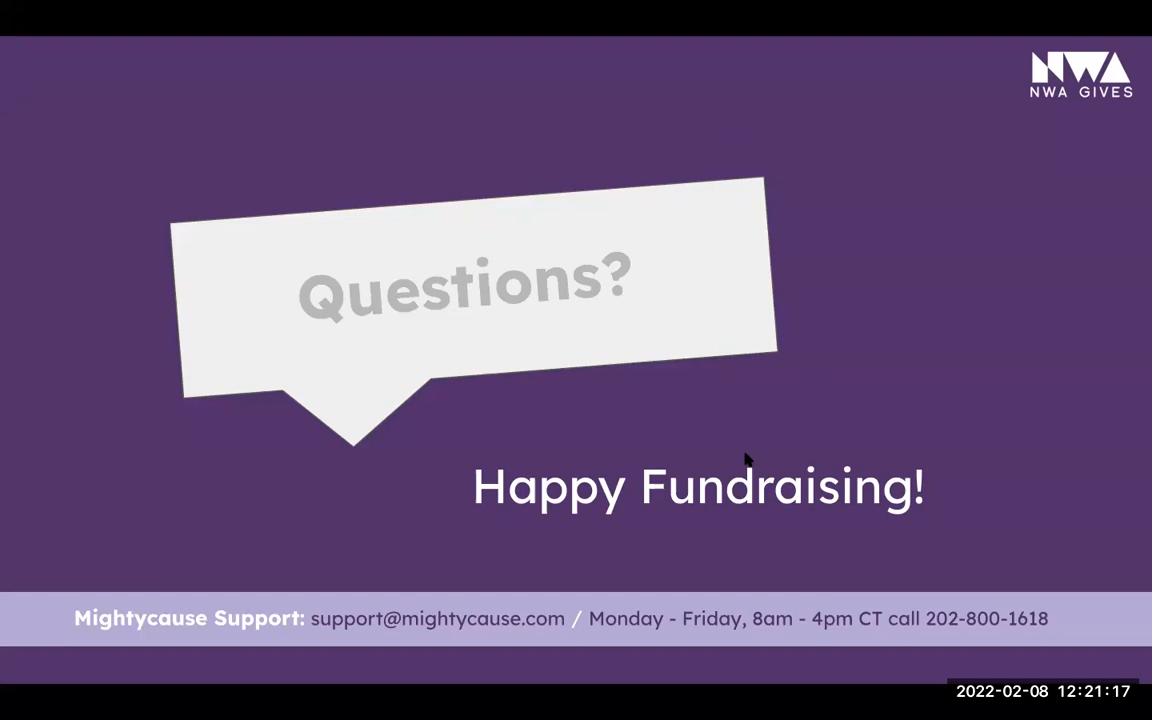 NWA
NWA GIVES
Questions?
Happy Fundraising!
Mightycause Support: support@mightycause.com / Monday - Friday, 8am - 4pm CT call 202-800-1618
2022-02-08 12:21:17